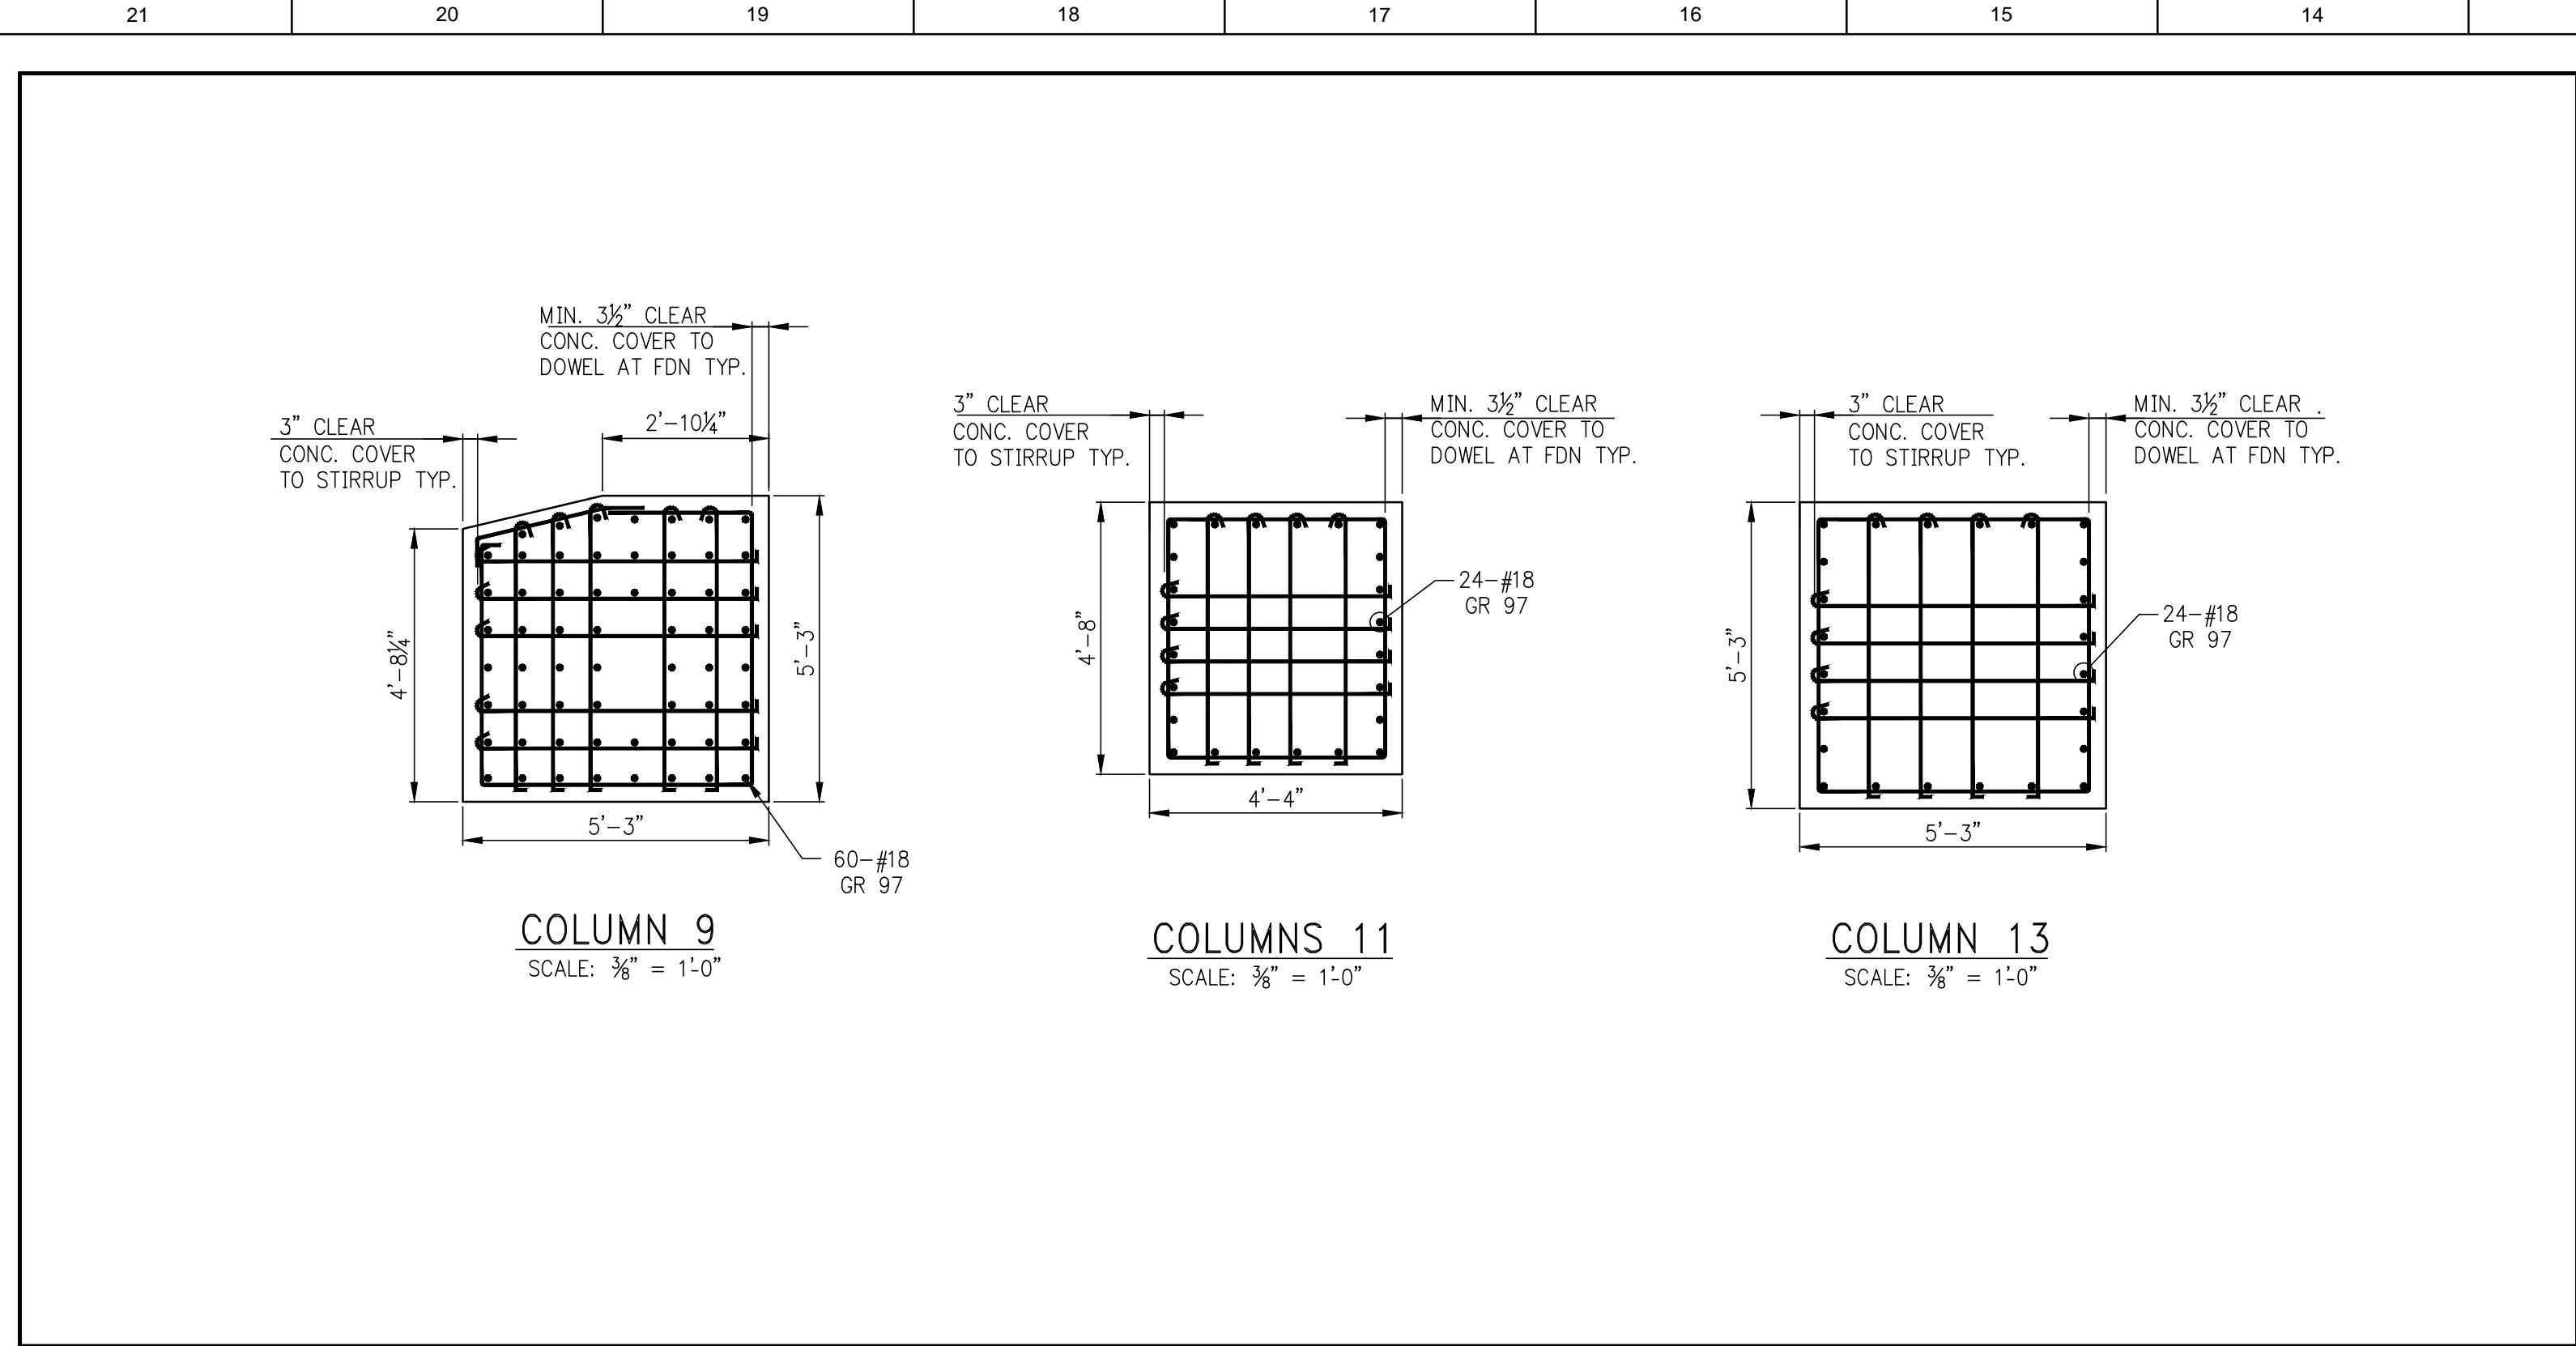 21 20 19 18 17 16 15 14
MIN. 3½" CLEAR
CONC. COVER TO
DOWEL AT FDN TYP.
3" CLEAR
CONC. COVER
TO STIRRUP TYP.
2'-10¼"
4'-8¼"
5'-3"
5'-3"
60-#18
GR 97
COLUMN 9
SCALE: ⅜" = 1'-0"
3" CLEAR
CONC. COVER
TO STIRRUP TYP.
MIN. 3½" CLEAR
CONC. COVER TO
DOWEL AT FDN TYP.
24-#18
GR 97
4'-8"
4'-4"
COLUMNS 11
SCALE: ⅜" = 1'-0"
3" CLEAR
CONC. COVER
TO STIRRUP TYP.
MIN. 3½" CLEAR .
CONC. COVER TO
DOWEL AT FDN TYP.
24-#18
GR 97
5'-3"
5'-3"
COLUMN 13
SCALE: ⅜" = 1'-0"